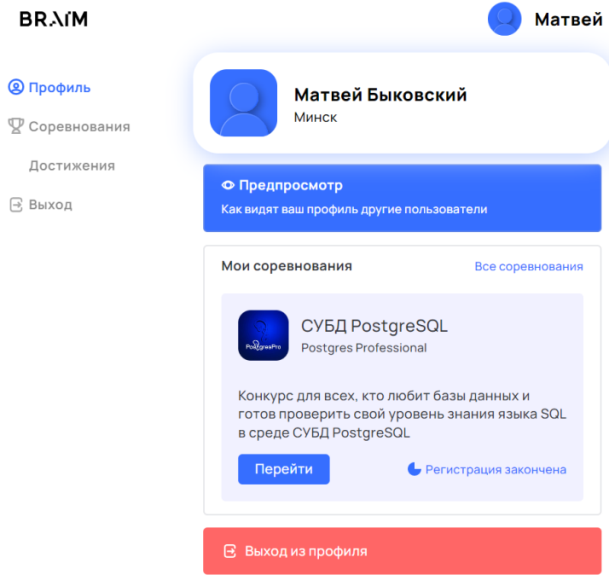 BRAIM
Матвей
Профиль
Соревнования
Достижения
Выход
Матвей Быковский
Минск
Предпросмотр
Как видят ваш профиль другие пользователи
Мои соревнования
Все соревнования
PostgresPro
СУБД PostgreSQL
Postgres Professional
Конкурс для всех, кто любит базы данных и
готов проверить свой уровень знания языка SQL
в среде СУБД PostgreSQL
Перейти
Регистрация закончена
Выход из профиля